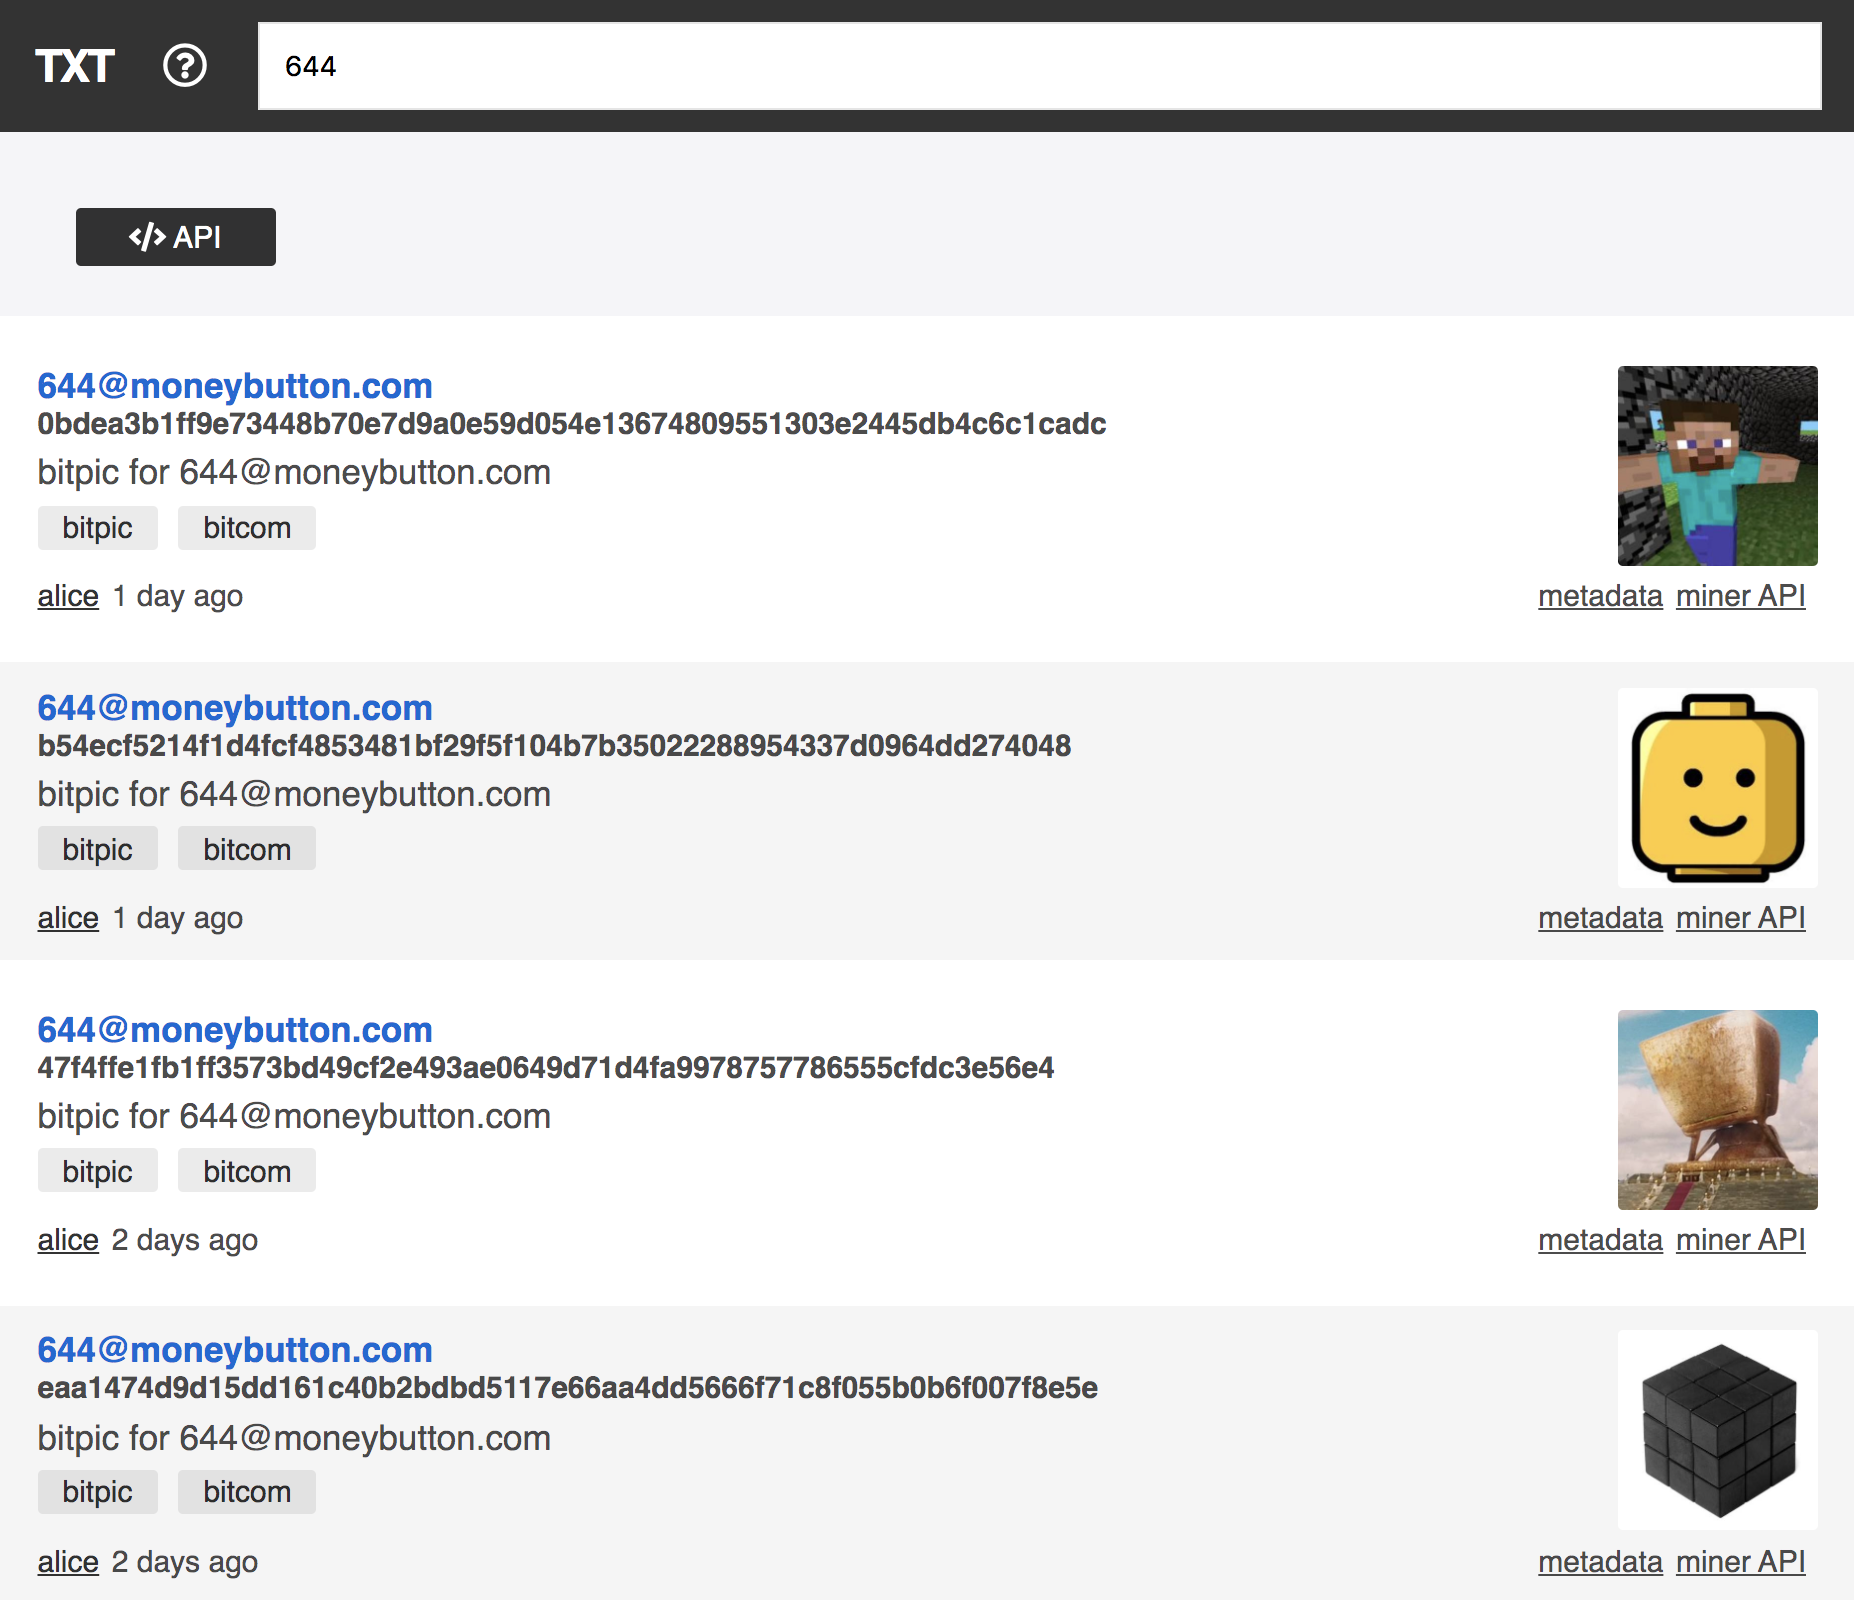 TXT ? 644
</> API
644@moneybutton.com
0bdea3b1ff9e73448b70e7d9a0e59d054e13674809551303e2445db4c6c1cadc
bitpic for 644@moneybutton.com
bitpic bitcom
alice 1 day ago metadata miner API
644@moneybutton.com
b54ecf5214f1d4fcf4853481bf29f5f104b7b35022288954337d0964dd274048
bitpic for 644@moneybutton.com
bitpic bitcom
alice 1 day ago metadata miner API
644@moneybutton.com
47f4ffe1fb1ff3573bd49cf2e493ae0649d71d4fa9978757786555cfdc3e56e4
bitpic for 644@moneybutton.com
bitpic bitcom
alice 2 days ago metadata miner API
644@moneybutton.com
eaa1474d9d15dd161c40b2bdbd5117e66aa4dd5666f71c8f055b0b6f007f8e5e
bitpic for 644@moneybutton.com
bitpic bitcom
alice 2 days ago metadata miner API